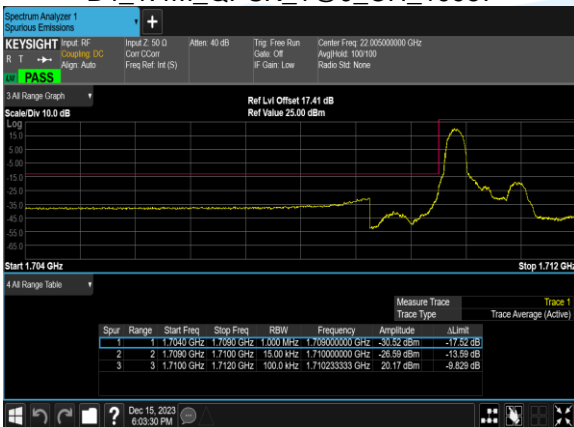 Spectrum Analyzer 1
Spurious Emissions
+
KEYSIGHT Input: RF Input Z: 50 Ω Atten: 40 dB Trig: Free Run Center Freq: 22.005000000 GHz
R T Coupling: DC Corr CCorr Gate: Off Avg|Hold: 100/100
Align: Auto Freq Ref: Int (S) IF Gain: Low Radio Std: None
LW PASS
3 All Range Graph
Ref Lvl Offset 17.41 dB
Scale/Div 10.0 dB Ref Value 25.00 dBm
Log
15.0
5.00
-5.00
-15.0
-25.0
-35.0
-45.0
-55.0
-65.0
Start 1.704 GHz Stop 1.712 GHz
4 All Range Table
Measure Trace Trace 1
Trace Type Trace Average (Active)
Spur Range Start Freq Stop Freq RBW Frequency Amplitude ΔLimit
1 1 1.7040 GHz 1.7090 GHz 1.000 MHz 1.709000000 GHz -30.52 dBm -17.52 dB
2 2 1.7090 GHz 1.7100 GHz 15.00 kHz 1.710000000 GHz -26.59 dBm -13.59 dB
3 3 1.7100 GHz 1.7120 GHz 100.0 kHz 1.710233333 GHz 20.17 dBm -9.829 dB
? Dec 15, 2023
6:03:30 PM